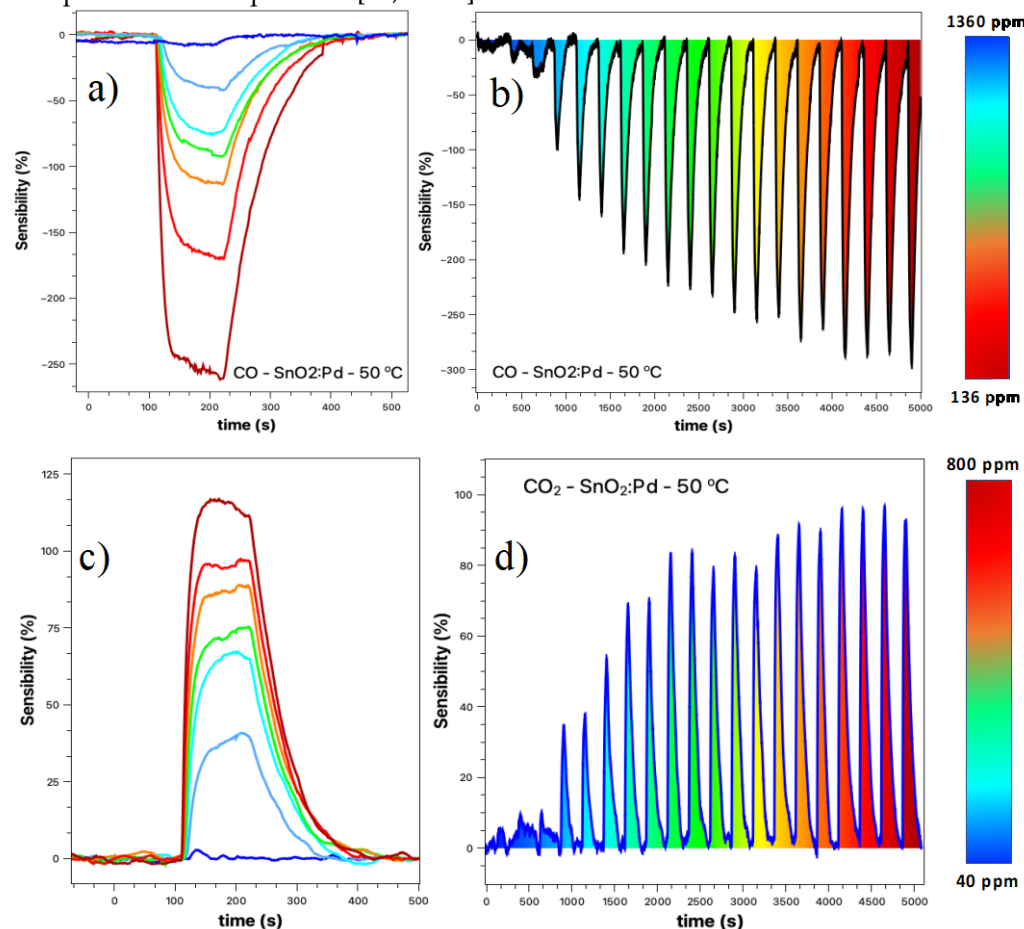 1360 ppm
a)
Sensibility (%)
0
−50
−100
−150
−200
−250
CO - SnO2:Pd - 50 ºC
0 100 200 300 400 500
time (s)
b)
Sensibility (%)
0
−50
−100
−150
−200
−250
−300
CO - SnO2:Pd - 50 ºC
0 500 1000 1500 2000 2500 3000 3500 4000 4500 5000
time (s)
136 ppm
c)
Sensibility (%)
125
100
75
50
25
0
0 100 200 300 400 500
time (s)
800 ppm
CO₂ - SnO₂:Pd - 50 ºC
d)
Sensibility (%)
100
80
60
40
20
0
0 500 1000 1500 2000 2500 3000 3500 4000 4500 5000
time (s)
40 ppm